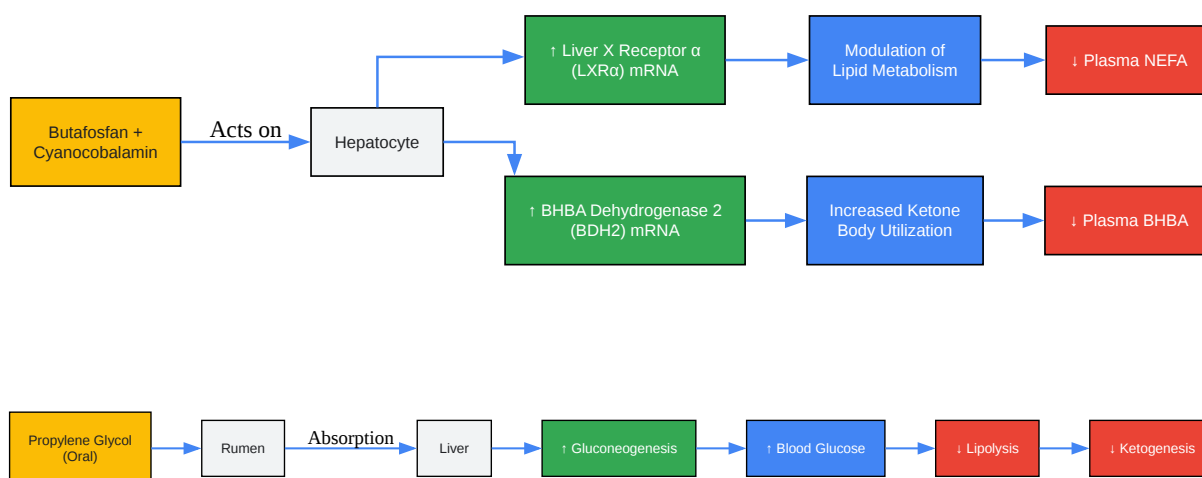 Butafosfan +
Cyanocobalamin
Acts on
Hepatocyte
↑ Liver X Receptor α
(LXRα) mRNA
Modulation of
Lipid Metabolism
↓ Plasma NEFA
↑ BHBA Dehydrogenase 2
(BDH2) mRNA
Increased Ketone
Body Utilization
↓ Plasma BHBA
Propylene Glycol
(Oral)
Rumen
Absorption
Liver
↑ Gluconeogenesis
↑ Blood Glucose
↓ Lipolysis
↓ Ketogenesis